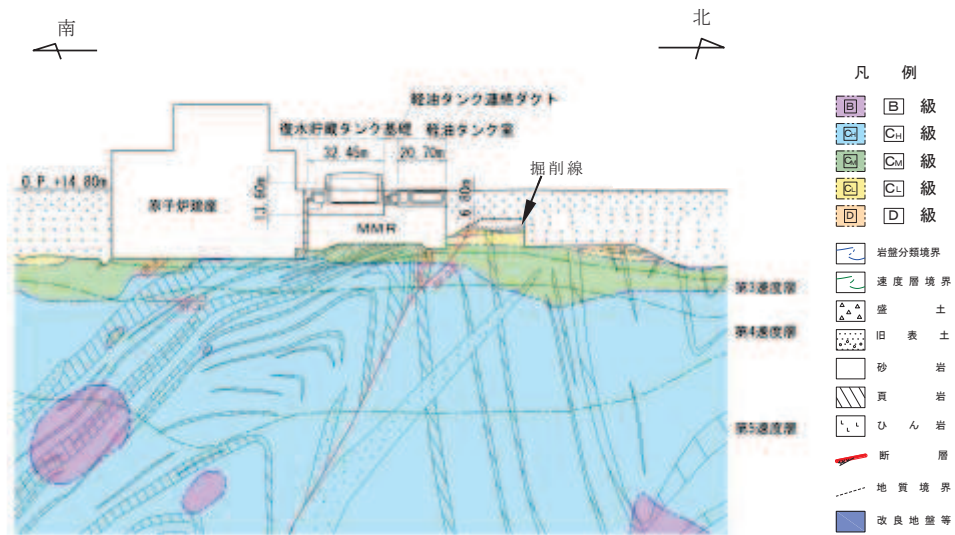 南
北
軽油タンク連絡ダクト
復水貯蔵タンク基礎 軽油タンク室
32.45m
20.70m
掘削線
O.P.+14.80m
原子炉建屋
13.60m
6.80m
MMR
第3速度層
第4速度層
第5速度層
凡 例
B B 級
CH CH 級
CM CM 級
CL CL 級
D D 級
岩盤分類境界
速度層境界
盛土
旧表土
砂岩
頁岩
ひん岩
断層
地質境界
改良地盤等